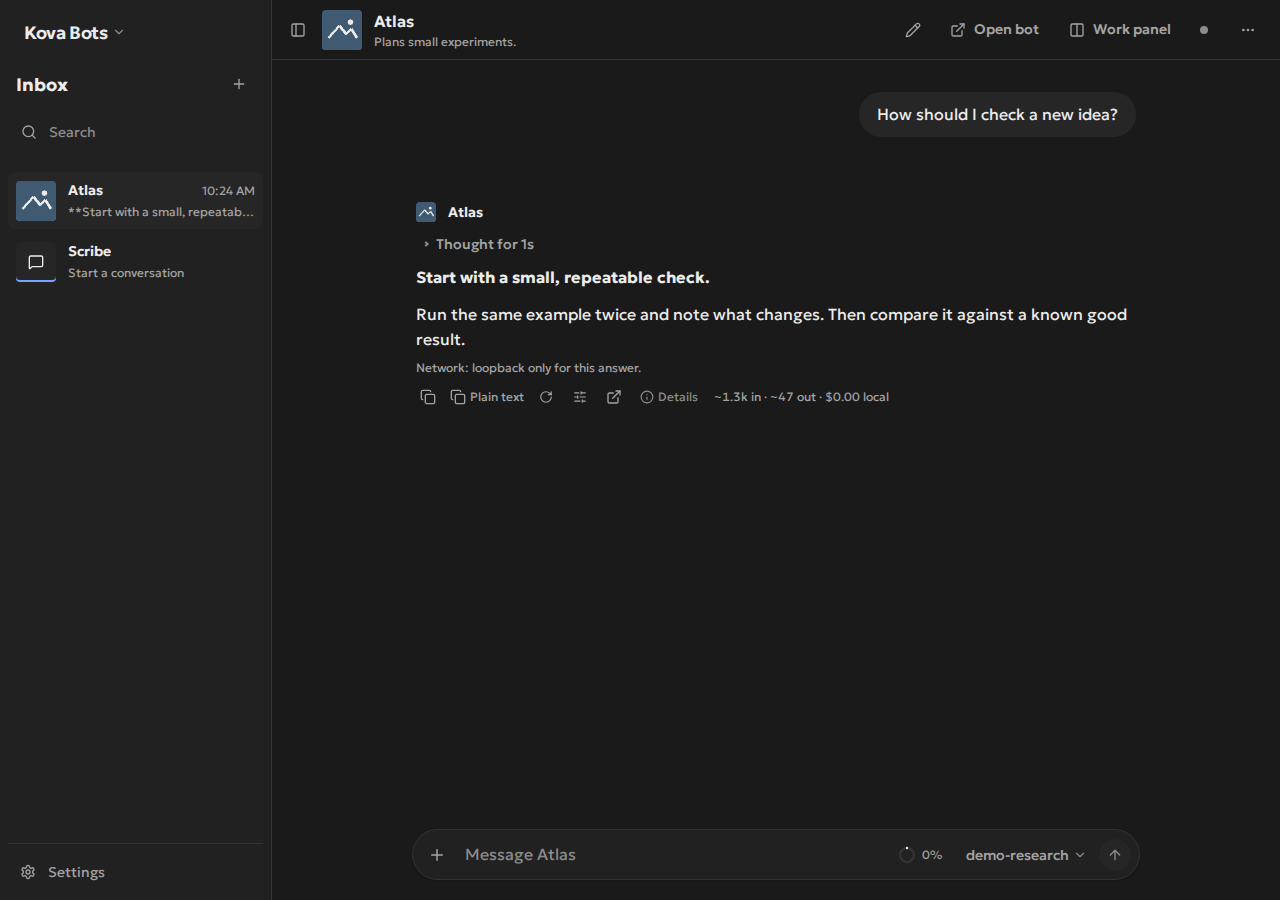 Kova Bots
Inbox
Search
Atlas
10:24 AM
**Start with a small, repeatab...
Scribe
Start a conversation
Settings
Atlas
Plans small experiments.
Open bot
Work panel
How should I check a new idea?
Atlas
Thought for 1s
Start with a small, repeatable check.
Run the same example twice and note what changes. Then compare it against a known good
result.
Network: loopback only for this answer.
Plain text
Details
~1.3k in · ~47 out · $0.00 local
Message Atlas
0%
demo-research